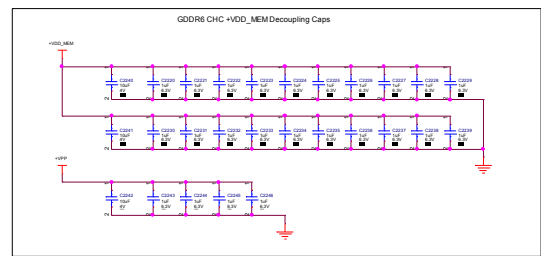 GDDR6 CHC +VDD_MEM Decoupling Caps
+VDD_MEM
C2240 C2220 C2221 C2222 C2223 C2224 C2225 C2226 C2227 C2228 C2229
10uF 1uF 1uF 1uF 1uF 1uF 1uF 1uF 1uF 1uF 1uF
4V 6.3V 6.3V 6.3V 6.3V 6.3V 6.3V 6.3V 6.3V 6.3V 6.3V
C2241 C2230 C2231 C2232 C2233 C2234 C2235 C2236 C2237 C2238 C2239
10uF 1uF 1uF 1uF 1uF 1uF 1uF 1uF 1uF 1uF 1uF
4V 6.3V 6.3V 6.3V 6.3V 6.3V 6.3V 6.3V 6.3V 6.3V 6.3V
+VPP
C2242 C2243 C2244 C2245 C2246
10uF 1uF 1uF 1uF 1uF
4V 6.3V 6.3V 6.3V 6.3V